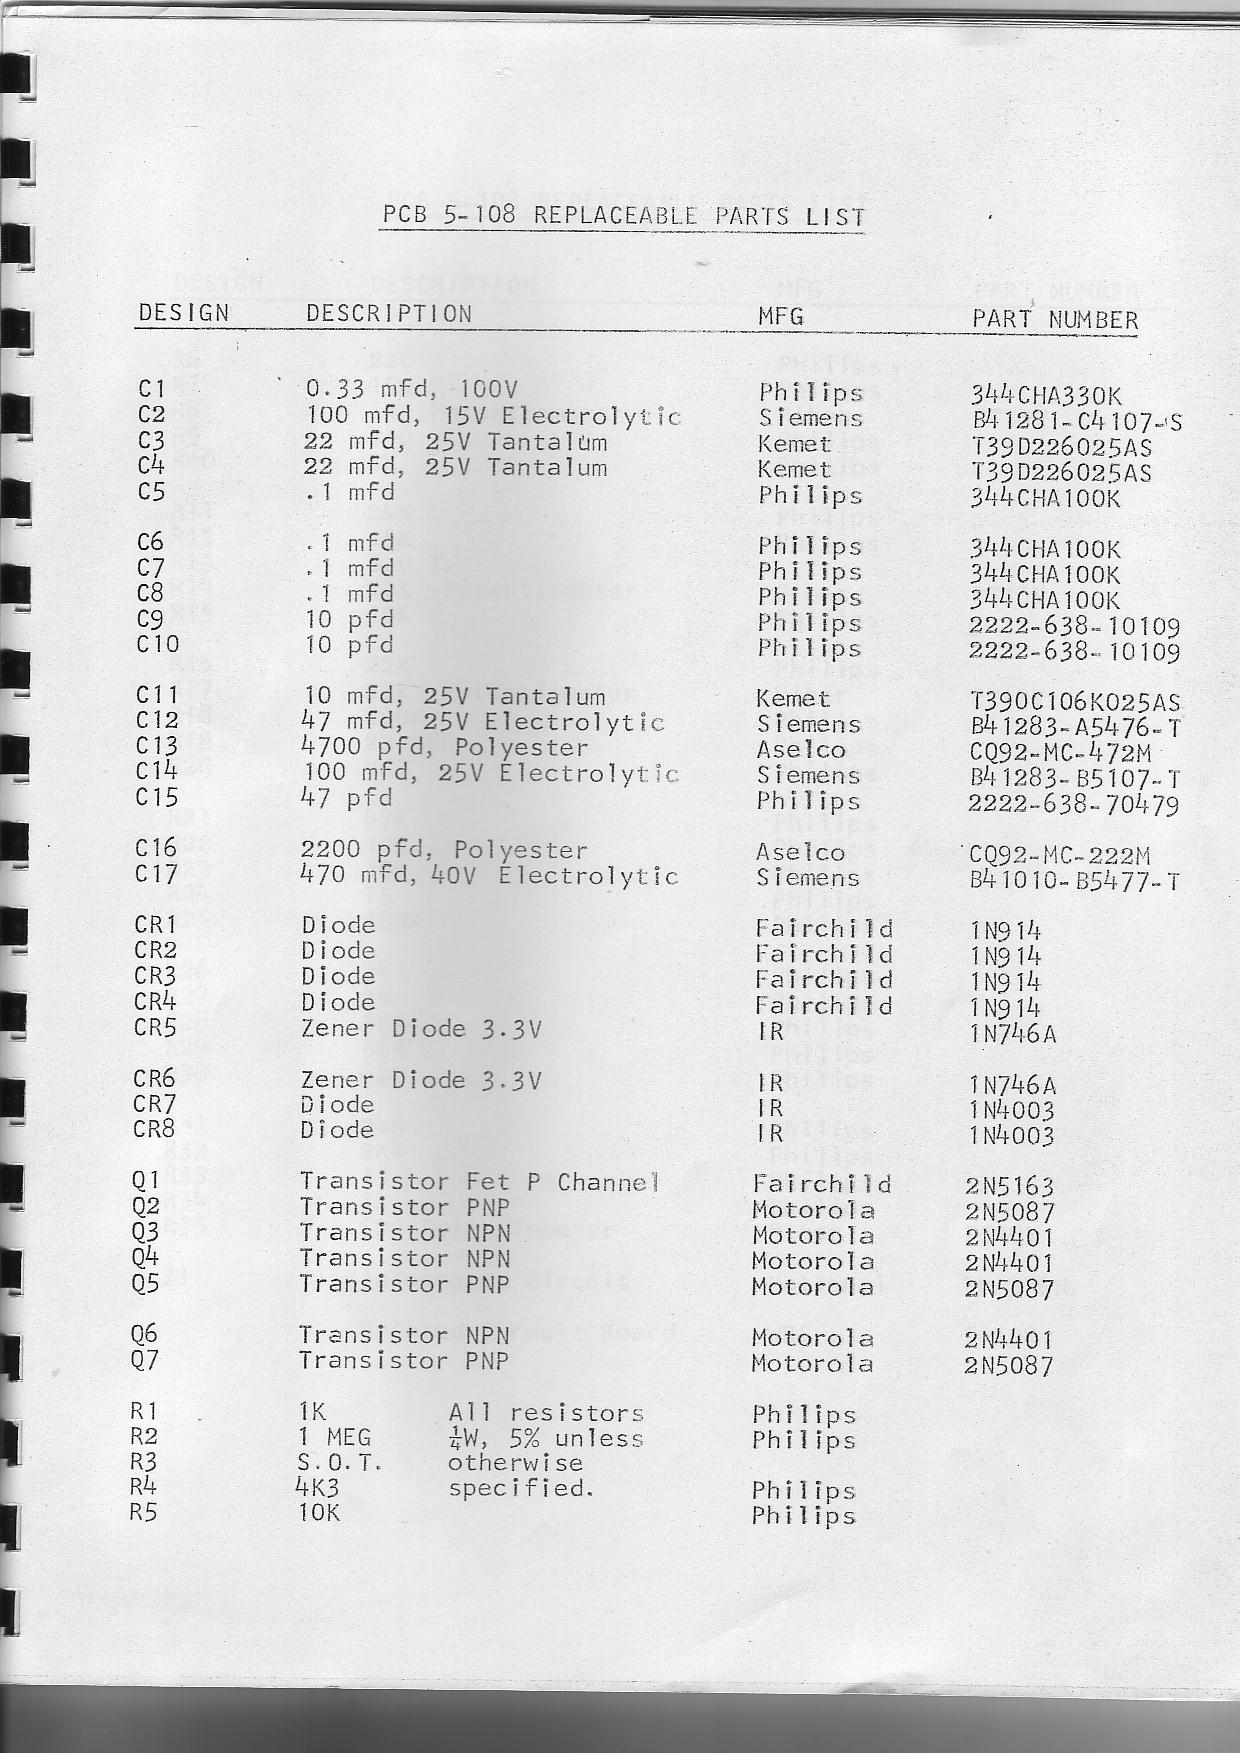 PCB 5-108 REPLACEABLE PARTS LIST
DESIGN DESCRIPTION MFG PART NUMBER
C1 0.33 mfd, 100V Philips 344CHA330K
C2 100 mfd, 15V Electrolytic Siemens B41281-C4107-S
C3 22 mfd, 25V Tantalum Kemet T39D226025AS
C4 22 mfd, 25V Tantalum Kemet T39D226025AS
C5 .1 mfd Philips 344CHA100K
C6 .1 mfd Philips 344CHA100K
C7 .1 mfd Philips 344CHA100K
C8 .1 mfd Philips 344CHA100K
C9 10 pfd Philips 2222-638-10109
C10 10 pfd Philips 2222-638-10109
C11 10 mfd, 25V Tantalum Kemet T390C106K025AS
C12 47 mfd, 25V Electrolytic Siemens B41283-A5476-T
C13 4700 pfd, Polyester Aselco CQ92-MC-472M
C14 100 mfd, 25V Electrolytic Siemens B41283-B5107-T
C15 47 pfd Philips 2222-638-70479
C16 2200 pfd, Polyester Aselco CQ92-MC-222M
C17 470 mfd, 40V Electrolytic Siemens B41010-B5477-T
CR1 Diode Fairchild 1N914
CR2 Diode Fairchild 1N914
CR3 Diode Fairchild 1N914
CR4 Diode Fairchild 1N914
CR5 Zener Diode 3.3V IR 1N746A
CR6 Zener Diode 3.3V IR 1N746A
CR7 Diode IR 1N4003
CR8 Diode IR 1N4003
Q1 Transistor Fet P Channel Fairchild 2N5163
Q2 Transistor PNP Motorola 2N5087
Q3 Transistor NPN Motorola 2N4401
Q4 Transistor NPN Motorola 2N4401
Q5 Transistor PNP Motorola 2N5087
Q6 Transistor NPN Motorola 2N4401
Q7 Transistor PNP Motorola 2N5087
R1 1K All resistors Philips
R2 1 MEG ¼W, 5% unless Philips
R3 S.O.T. otherwise
R4 4K3 specified. Philips
R5 10K Philips